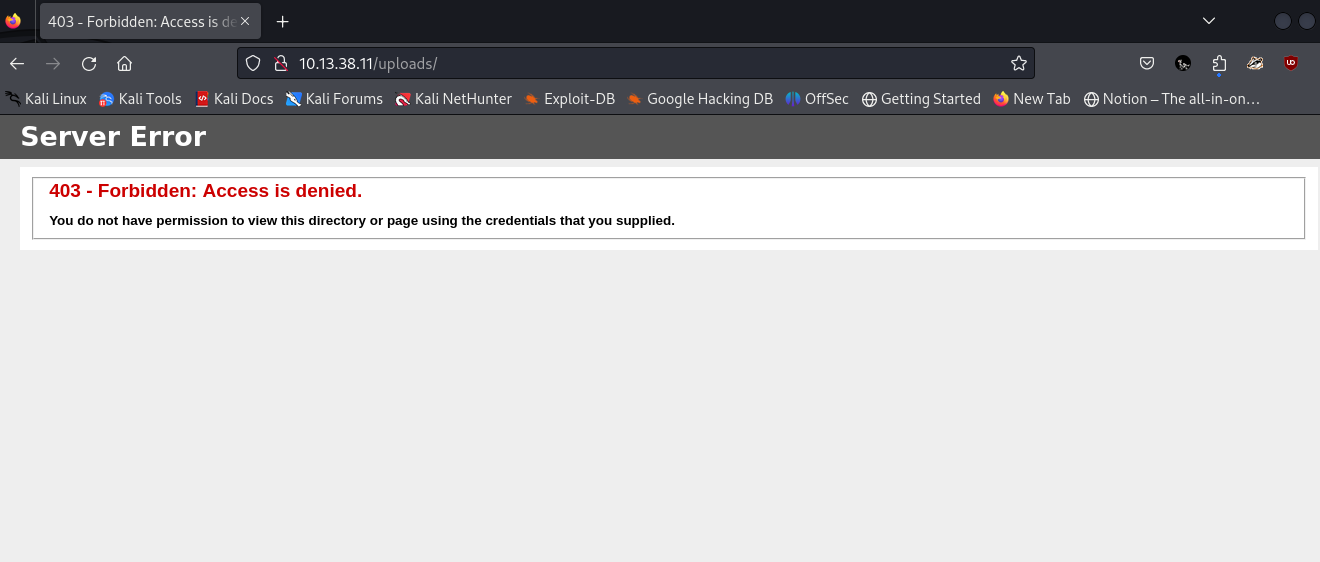 403 - Forbidden: Access is de
10.13.38.11/uploads/
Kali Linux Kali Tools Kali Docs Kali Forums Kali NetHunter Exploit-DB Google Hacking DB OffSec Getting Started New Tab Notion – The all-in-on…
Server Error
403 - Forbidden: Access is denied.
You do not have permission to view this directory or page using the credentials that you supplied.